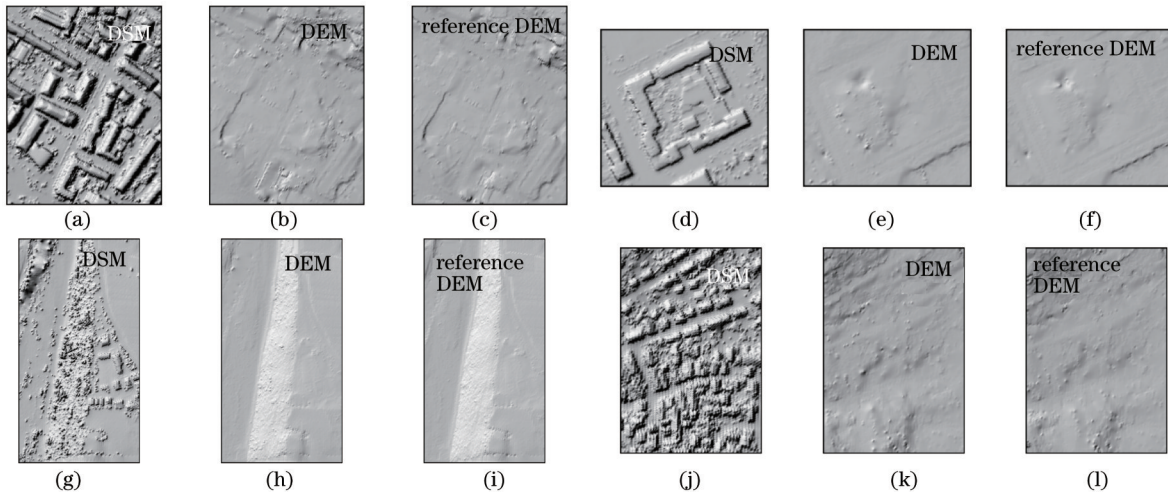 DSM
DEM
reference DEM
DSM
DEM
reference DEM
(a)
(b)
(c)
(d)
(e)
(f)
DSM
DEM
reference
DEM
DSM
DEM
reference
DEM
(g)
(h)
(i)
(j)
(k)
(l)